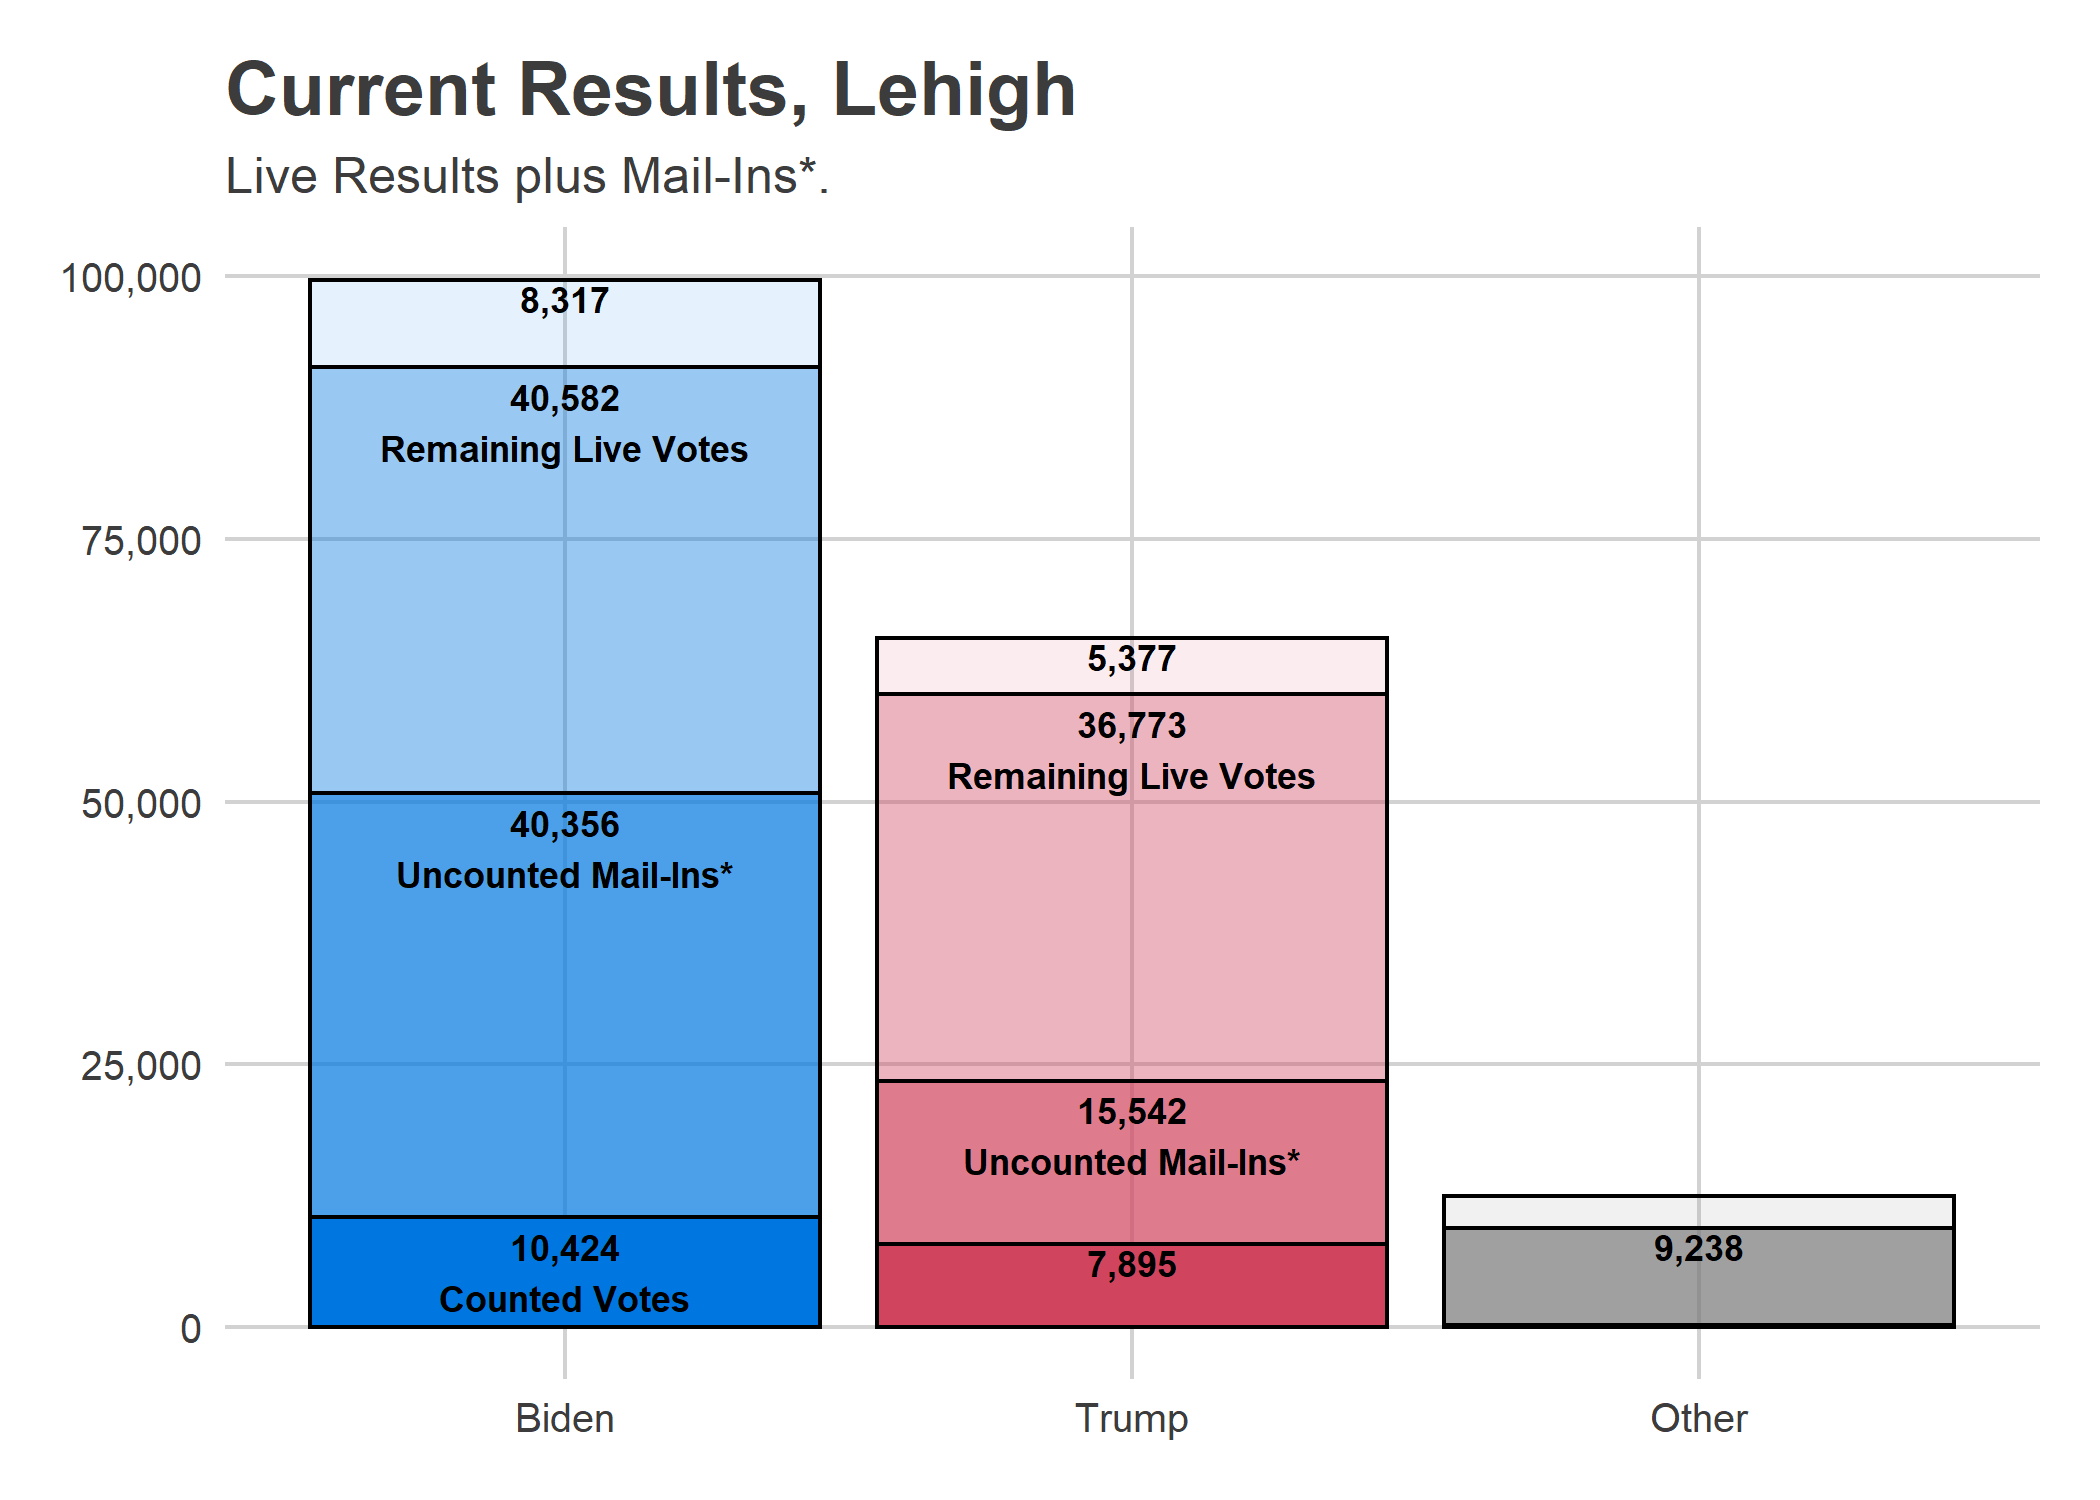 Current Results, Lehigh
Live Results plus Mail-Ins*.
100,000
75,000
50,000
25,000
0
8,317
40,582
Remaining Live Votes
40,356
Uncounted Mail-Ins*
10,424
Counted Votes
5,377
36,773
Remaining Live Votes
15,542
Uncounted Mail-Ins*
7,895
9,238
Biden
Trump
Other